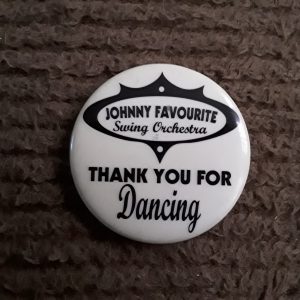 JOHNNY FAVOURITE
Swing Orchestra
THANK YOU FOR
Dancing